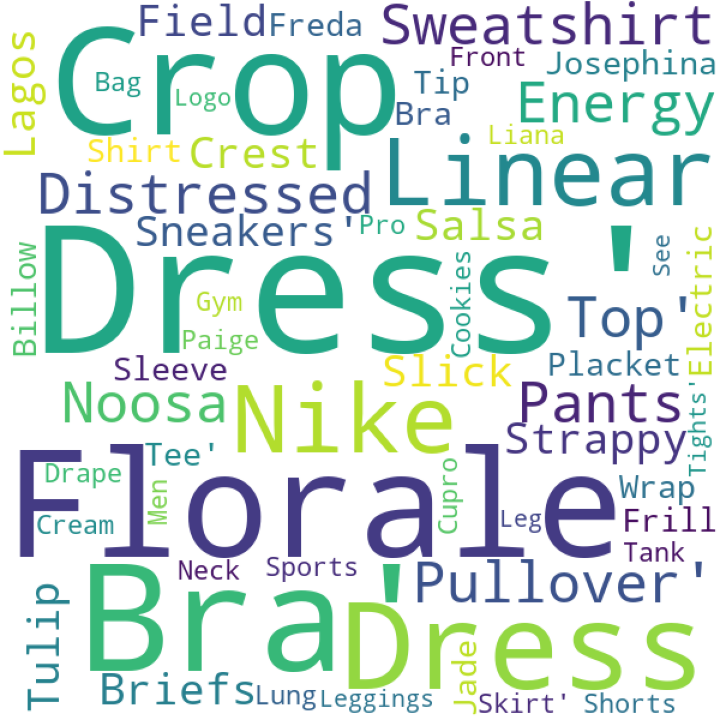 Lagos
Field
Freda
Sweatshirt
Crop
Bag
Logo
Front
Tip
Bra
Josephina
Energy
Liana
Shirt
Crest
Linear
Distressed
Sneakers'
Pro
Salsa
See
Billow
Dress'
Gym
Paige
Cookies
Top'
Electric
Sleeve
Slick
Placket
Noosa
Nike
Pants
Tights'
Strappy
Tee'
Drape
Men
Florale
Cupro
Leg
Wrap
Frill
Cream
Tank
Neck
Sports
Bra'
Pullover'
Tulip
Dress
Briefs
Lung
Leggings
Jade
Skirt'
Shorts